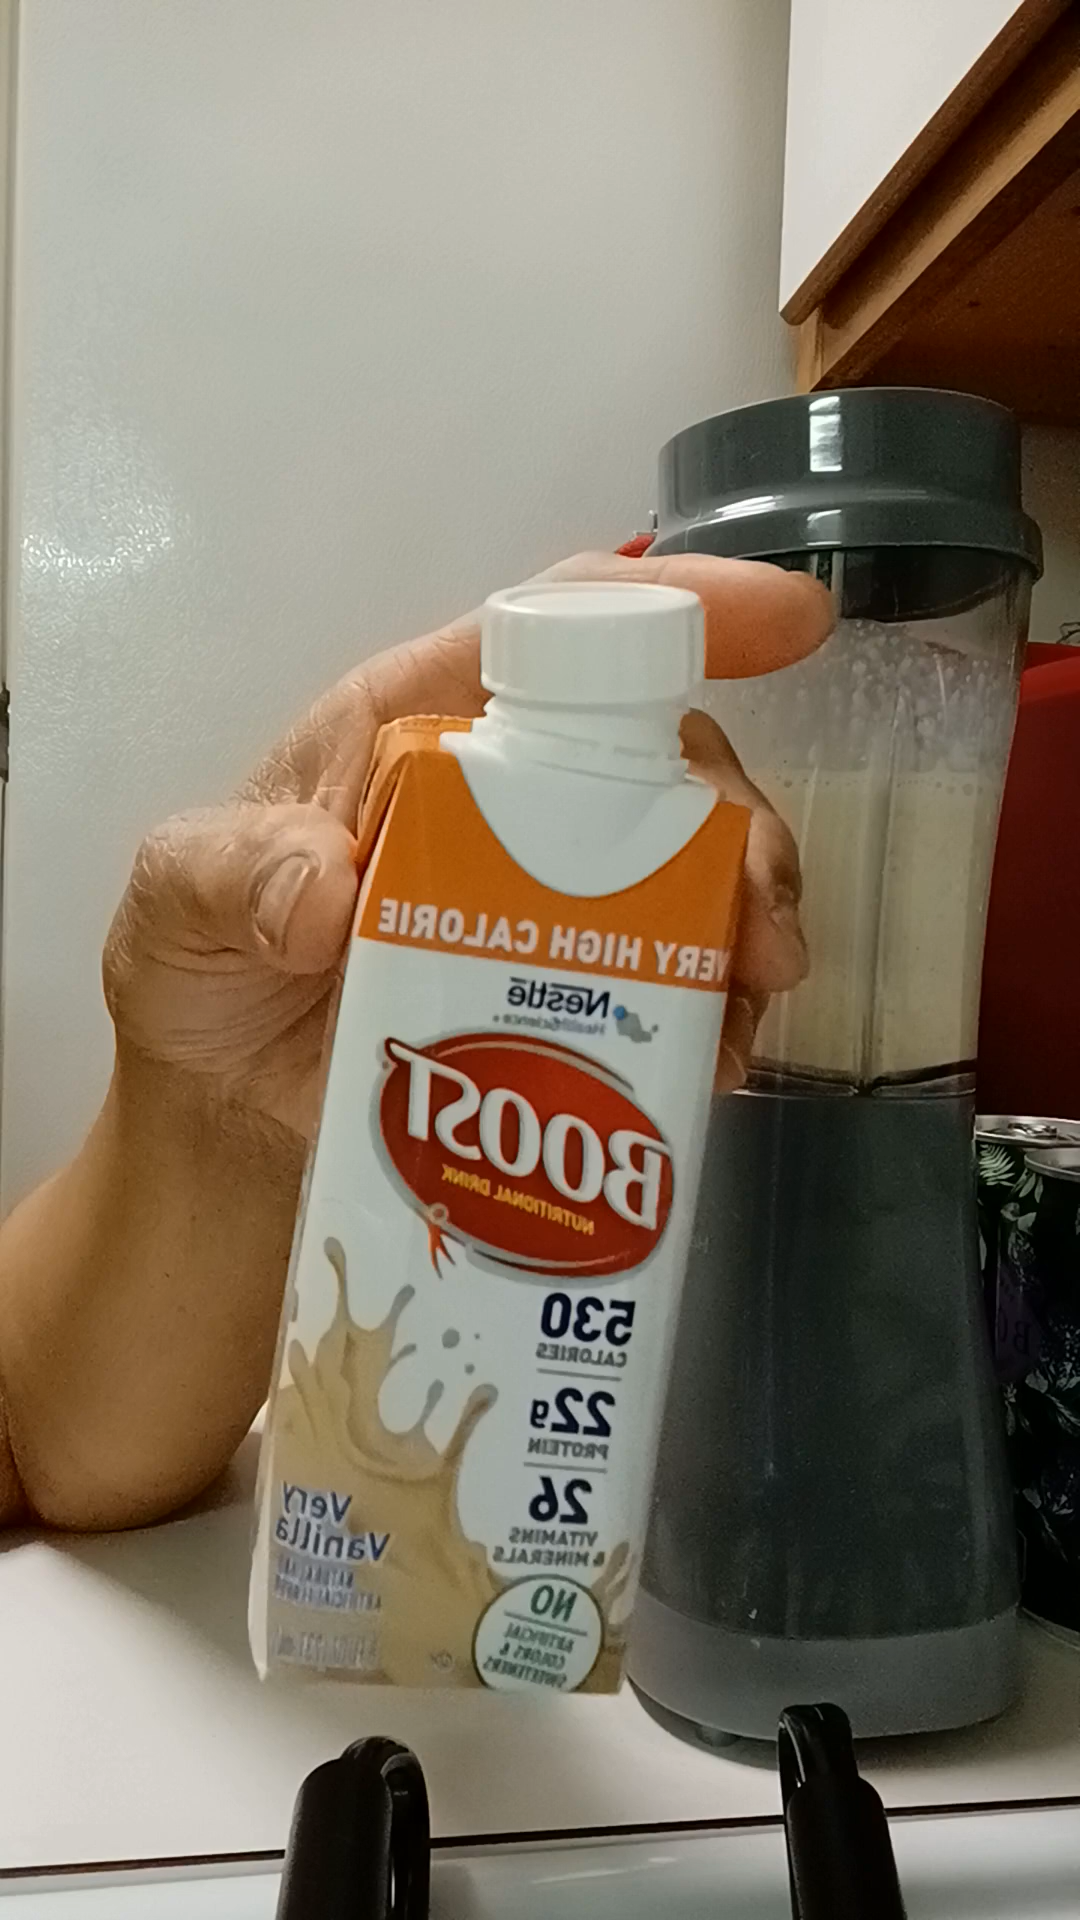 VERY HIGH CALORIE
Nestlé
HealthScience
BOOST
NUTRITIONAL DRINK
530
CALORIES
22g
PROTEIN
26
VITAMINS
& MINERALS
Very
Vanilla
NO
ARTIFICIAL
COLORS &
SWEETENERS